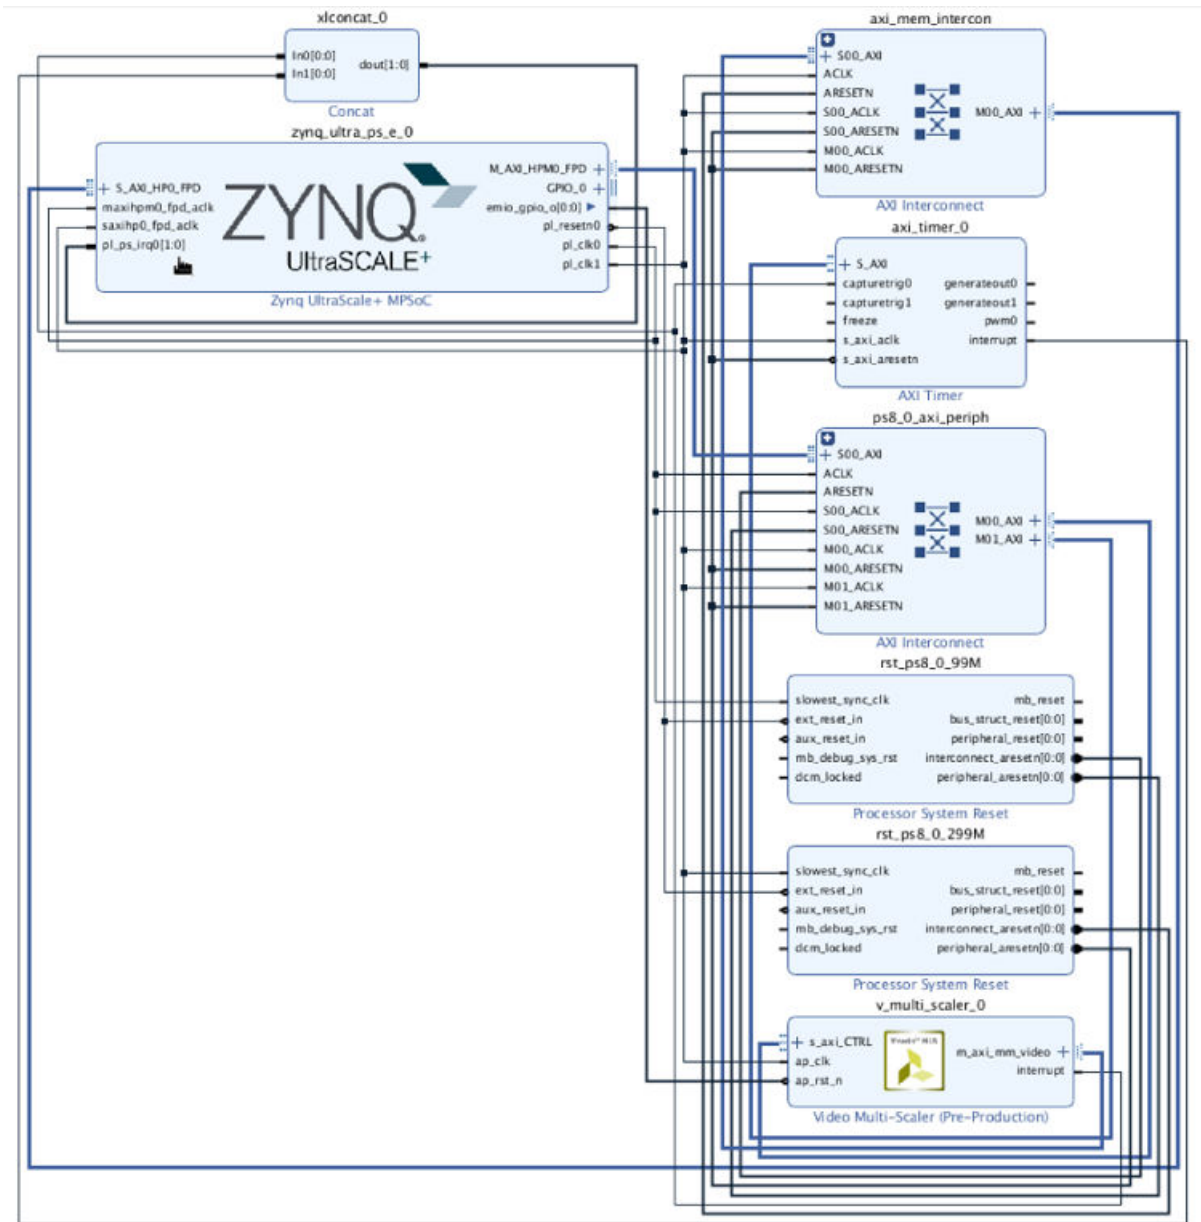 xlconcat_0
In0[0:0]
In1[0:0]
dout[1:0]
Concat
zynq_ultra_ps_e_0
S_AXI_HP0_FPD
maxihpm0_fpd_aclk
saxihp0_fpd_aclk
pl_ps_irq0[1:0]
ZYNQ
UltraSCALE+
M_AXI_HPM0_FPD
GPIO_0
emio_gpio_o[0:0]
pl_resetn0
pl_clk0
pl_clk1
Zynq UltraScale+ MPSoC
axi_mem_intercon
S00_AXI
ACLK
ARESETN
S00_ACLK
S00_ARESETN
M00_ACLK
M00_ARESETN
M00_AXI
AXI Interconnect
axi_timer_0
S_AXI
capturetrig0
capturetrig1
freeze
s_axi_aclk
s_axi_aresetn
generateout0
generateout1
pwm0
interrupt
AXI Timer
ps8_0_axi_periph
S00_AXI
ACLK
ARESETN
S00_ACLK
S00_ARESETN
M00_ACLK
M00_ARESETN
M01_ACLK
M01_ARESETN
M00_AXI
M01_AXI
AXI Interconnect
rst_ps8_0_99M
slowest_sync_clk
ext_reset_in
aux_reset_in
mb_debug_sys_rst
dcm_locked
mb_reset
bus_struct_reset[0:0]
peripheral_reset[0:0]
interconnect_aresetn[0:0]
peripheral_aresetn[0:0]
Processor System Reset
rst_ps8_0_299M
slowest_sync_clk
ext_reset_in
aux_reset_in
mb_debug_sys_rst
dcm_locked
mb_reset
bus_struct_reset[0:0]
peripheral_reset[0:0]
interconnect_aresetn[0:0]
peripheral_aresetn[0:0]
Processor System Reset
v_multi_scaler_0
s_axi_CTRL
ap_clk
ap_rst_n
m_axi_mm_video
interrupt
Video Multi-Scaler (Pre-Production)